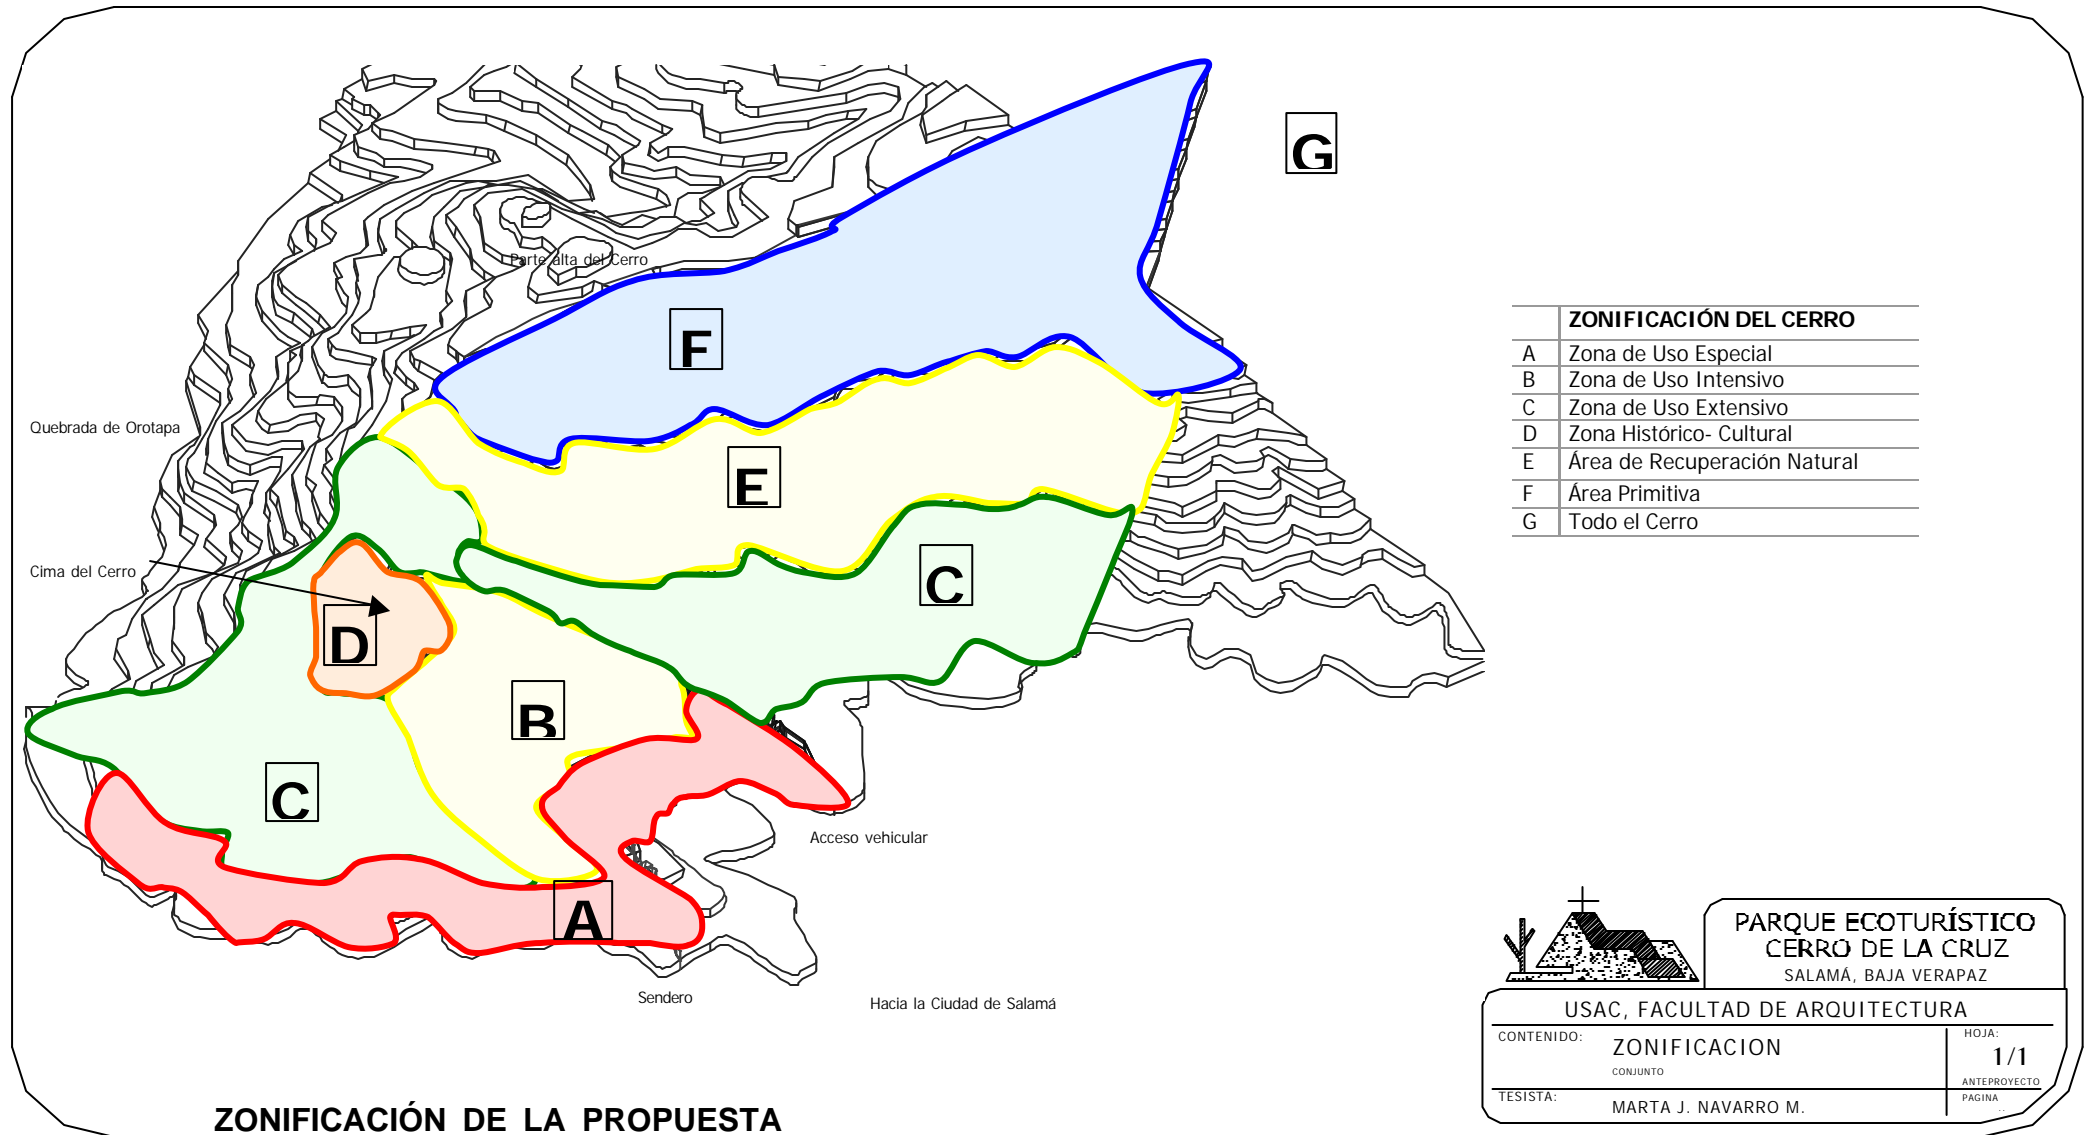 G
Parte alta del Cerro
F
ZONIFICACIÓN DEL CERRO
A Zona de Uso Especial
B Zona de Uso Intensivo
C Zona de Uso Extensivo
D Zona Histórico- Cultural
E Área de Recuperación Natural
F Área Primitiva
G Todo el Cerro
Quebrada de Orotapa
E
Cima del Cerro
C
D
B
C
Acceso vehicular
A
Sendero
Hacia la Ciudad de Salamá
PARQUE ECOTURÍSTICO
CERRO DE LA CRUZ
SALAMÁ, BAJA VERAPAZ
USAC, FACULTAD DE ARQUITECTURA
CONTENIDO:
ZONIFICACION
CONJUNTO
HOJA:
1/1
ANTEPROYECTO
TESISTA:
MARTA J. NAVARRO M.
PAGINA
ZONIFICACIÓN DE LA PROPUESTA